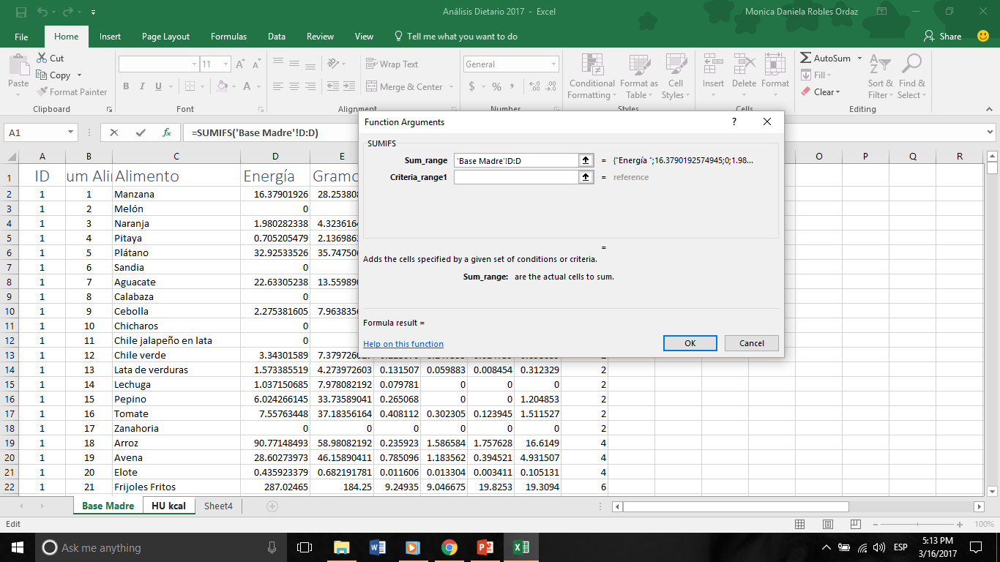 Análisis Dietario 2017 - Excel
Monica Daniela Robles Ordaz
File Home Insert Page Layout Formulas Data Review View Tell me what you want to do Share
Paste Cut Copy Format Painter Clipboard
11 B I U A A A Font
Wrap Text Merge & Center Alignment
General $ % , Number
Conditional Formatting Format as Table Cell Styles Styles
Insert Delete Format Cells
AutoSum Fill Clear Sort & Filter Find & Select Editing
A1 fx =SUMIFS('Base Madre'!D:D)
Function Arguments ?
SUMIFS
Sum_range 'Base Madre'!D:D = {"Energía ";16.3790192574945;0;1.98...
Criteria_range1 = reference
=
Adds the cells specified by a given set of conditions or criteria.
Sum_range: are the actual cells to sum.
Formula result =
Help on this function
OK Cancel
A B C D E O P Q R
1 ID um Ali Alimento Energía Gramo
2 1 1 Manzana 16.37901926 28.25380
3 1 2 Melón 0
4 1 3 Naranja 1.980282338 4.3236164
5 1 4 Pitaya 0.705205479 2.136986
6 1 5 Plátano 32.92533526 35.74750
7 1 6 Sandia 0
8 1 7 Aguacate 22.63305238 13.55989
9 1 8 Calabaza 0
10 1 9 Cebolla 2.275381605 7.963835
11 1 10 Chicharos 0
12 1 11 Chile jalapeño en lata 0
13 1 12 Chile verde 3.34301589 7.379726 2
14 1 13 Lata de verduras 1.573385519 4.273972603 0.131507 0.059883 0.008454 0.312329 2
15 1 14 Lechuga 1.037150685 7.978082192 0.079781 0 0 0 2
16 1 15 Pepino 6.024266145 33.73589041 0.265068 0 0 1.204853 2
17 1 16 Tomate 7.55763448 37.18356164 0.408112 0.302305 0.123945 1.511527 2
18 1 17 Zanahoria 0 0 0 0 0 0 2
19 1 18 Arroz 90.77148493 58.98082192 0.235923 1.586584 1.757628 16.6149 4
20 1 19 Avena 28.60273973 46.15890411 0.785096 1.183562 0.394521 4.931507 4
21 1 20 Elote 0.435923379 0.682191781 0.011606 0.013304 0.003411 0.105131 4
22 1 21 Frijoles Fritos 287.02465 184.25 9.24935 9.046675 19.8253 19.3094 6
Base Madre HU kcal Sheet4
Edit 100%
Ask me anything
ESP 5:13 PM
3/16/2017